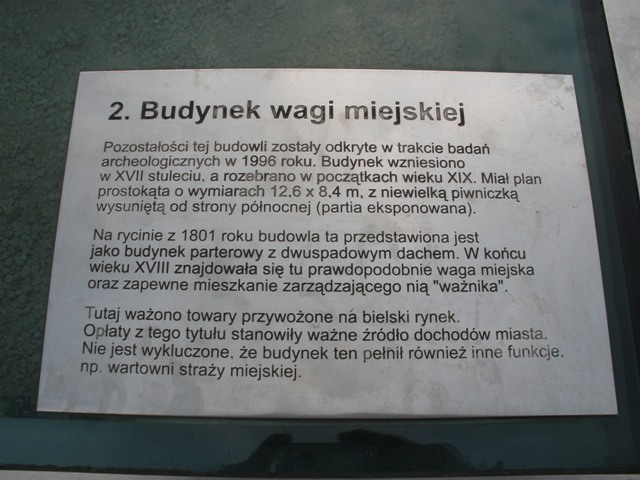 2. Budynek wagi miejskiej
Pozostałości tej budowli zostały odkryte w trakcie badań
archeologicznych w 1996 roku. Budynek wzniesiono
w XVII stuleciu, a rozebrano w początkach wieku XIX. Miał plan
prostokąta o wymiarach 12,6 x 8,4 m, z niewielką piwniczką
wysuniętą od strony północnej (partia eksponowana).
Na rycinie z 1801 roku budowla ta przedstawiona jest
jako budynek parterowy z dwuspadowym dachem. W końcu
wieku XVIII znajdowała się tu prawdopodobnie waga miejska
oraz zapewne mieszkanie zarządzającego nią "ważnika".
Tutaj ważono towary przywożone na bielski rynek.
Opłaty z tego tytułu stanowiły ważne źródło dochodów miasta.
Nie jest wykluczone, że budynek ten pełnił również inne funkcje,
np. wartowni straży miejskiej.